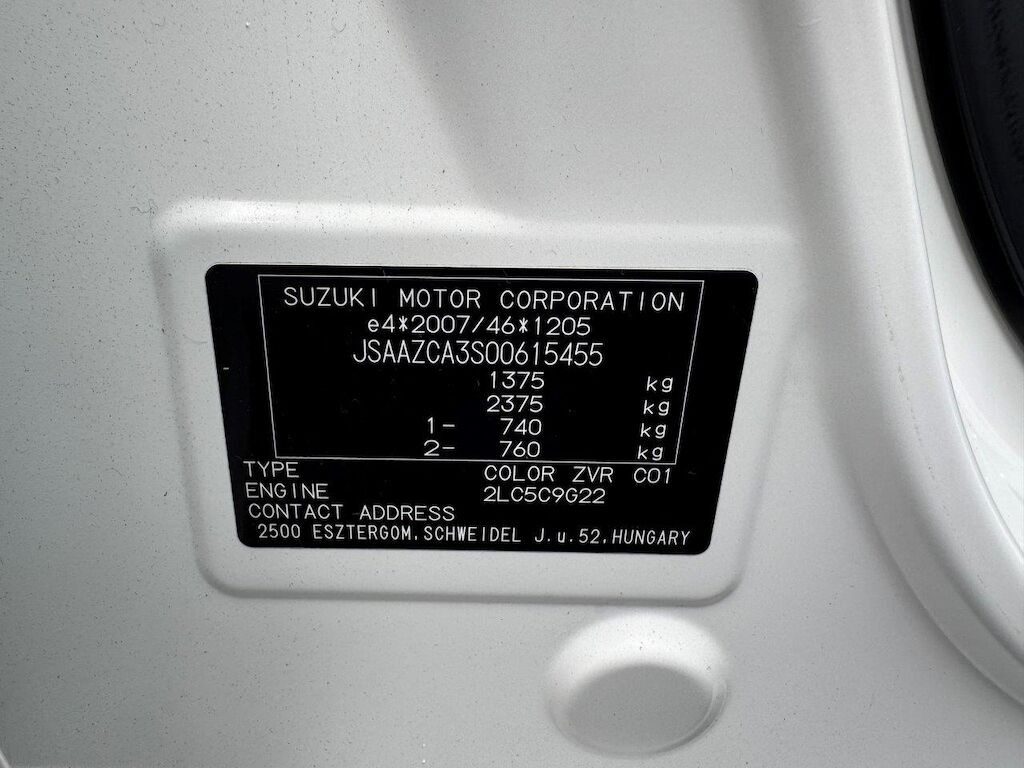 SUZUKI MOTOR CORPORATION
e4*2007/46*1205
JSAAZCA3S00615455
1375 kg
2375 kg
1- 740 kg
2- 760 kg
TYPE COLOR ZVR C01
ENGINE 2LC5C9G22
CONTACT ADDRESS
2500 ESZTERGOM, SCHWEIDEL J.u.52, HUNGARY